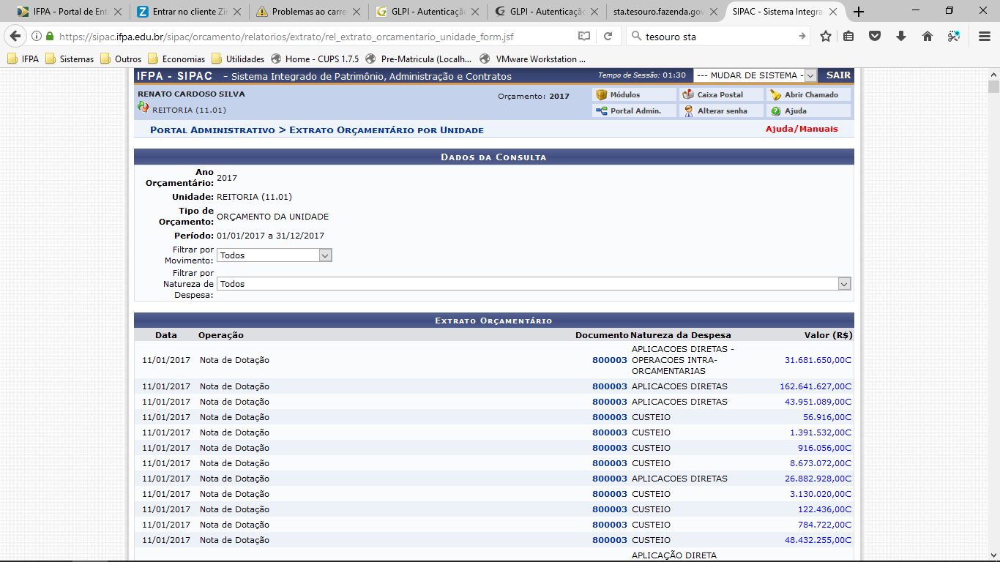 IFPA - Portal de Ent
Entrar no cliente Zin
Problemas ao carre
GLPI - Autenticaçã
GLPI - Autenticaçã
sta.tesouro.fazenda.gov
SIPAC - Sistema Integra
https://sipac.ifpa.edu.br/sipac/orcamento/relatorios/extrato/rel_extrato_orcamentario_unidade_form.jsf
tesouro sta
IFPA
Sistemas
Outros
Economias
Utilidades
Home - CUPS 1.7.5
Pre-Matricula (Localh...
VMware Workstation ...
IFPA - SIPAC - Sistema Integrado de Patrimônio, Administração e Contratos
Tempo de Sessão: 01:30
--- MUDAR DE SISTEMA -
SAIR
RENATO CARDOSO SILVA
REITORIA (11.01)
Orçamento: 2017
Módulos
Caixa Postal
Abrir Chamado
Portal Admin.
Alterar senha
Ajuda
Portal Administrativo > Extrato Orçamentário por Unidade
Ajuda/Manuais
Dados da Consulta
Ano
Orçamentário: 2017
Unidade: REITORIA (11.01)
Tipo de
Orçamento: ORÇAMENTO DA UNIDADE
Período: 01/01/2017 a 31/12/2017
Filtrar por
Movimento: Todos
Filtrar por
Natureza de
Despesa: Todos
Extrato Orçamentário
Data Operação Documento Natureza da Despesa Valor (R$)
11/01/2017 Nota de Dotação 800003 APLICACOES DIRETAS -
OPERACOES INTRA-
ORCAMENTARIAS 31.681.650,00C
11/01/2017 Nota de Dotação 800003 APLICACOES DIRETAS 162.641.627,00C
11/01/2017 Nota de Dotação 800003 APLICACOES DIRETAS 43.951.089,00C
11/01/2017 Nota de Dotação 800003 CUSTEIO 56.916,00C
11/01/2017 Nota de Dotação 800003 CUSTEIO 1.391.532,00C
11/01/2017 Nota de Dotação 800003 CUSTEIO 916.056,00C
11/01/2017 Nota de Dotação 800003 CUSTEIO 8.673.072,00C
11/01/2017 Nota de Dotação 800003 APLICACOES DIRETAS 26.882.928,00C
11/01/2017 Nota de Dotação 800003 CUSTEIO 3.130.020,00C
11/01/2017 Nota de Dotação 800003 CUSTEIO 122.436,00C
11/01/2017 Nota de Dotação 800003 CUSTEIO 784.722,00C
11/01/2017 Nota de Dotação 800003 CUSTEIO 48.432.255,00C
APLICAÇÃO DIRETA